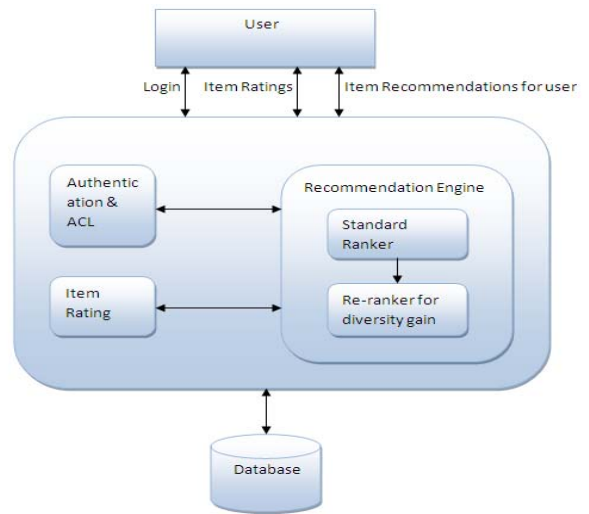 User
Login
Item Ratings
Item Recommendations for user
Authentic
ation &
ACL
Recommendation Engine
Standard
Ranker
Item
Rating
Re-ranker for
diversity gain
Database